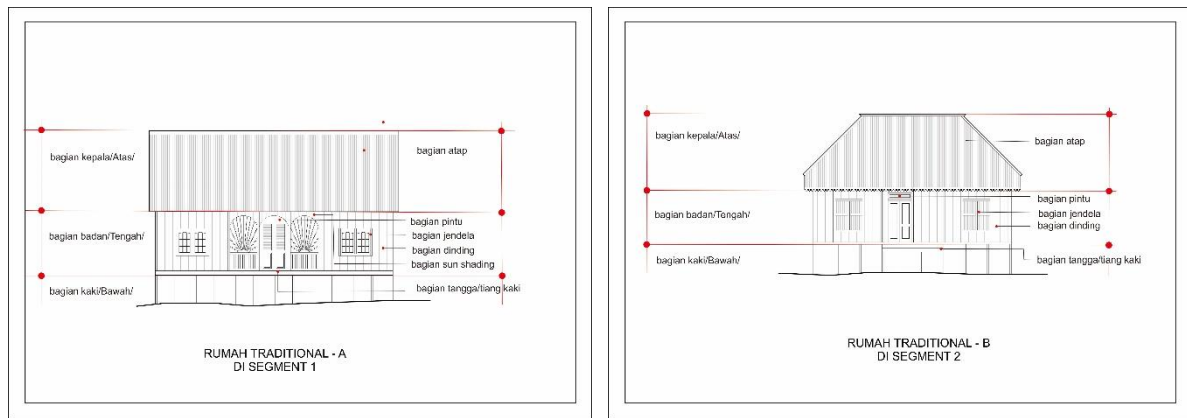 bagian kepala/Atas/
bagian atap
bagian badan/Tengah/
bagian pintu
bagian jendela
bagian dinding
bagian sun shading
bagian kaki/Bawah/
bagian tangga/tiang kaki
RUMAH TRADITIONAL - A
DI SEGMENT 1
bagian kepala/Atas/
bagian atap
bagian badan/Tengah/
bagian pintu
bagian jendela
bagian dinding
bagian kaki/Bawah/
bagian tangga/tiang kaki
RUMAH TRADITIONAL - B
DI SEGMENT 2